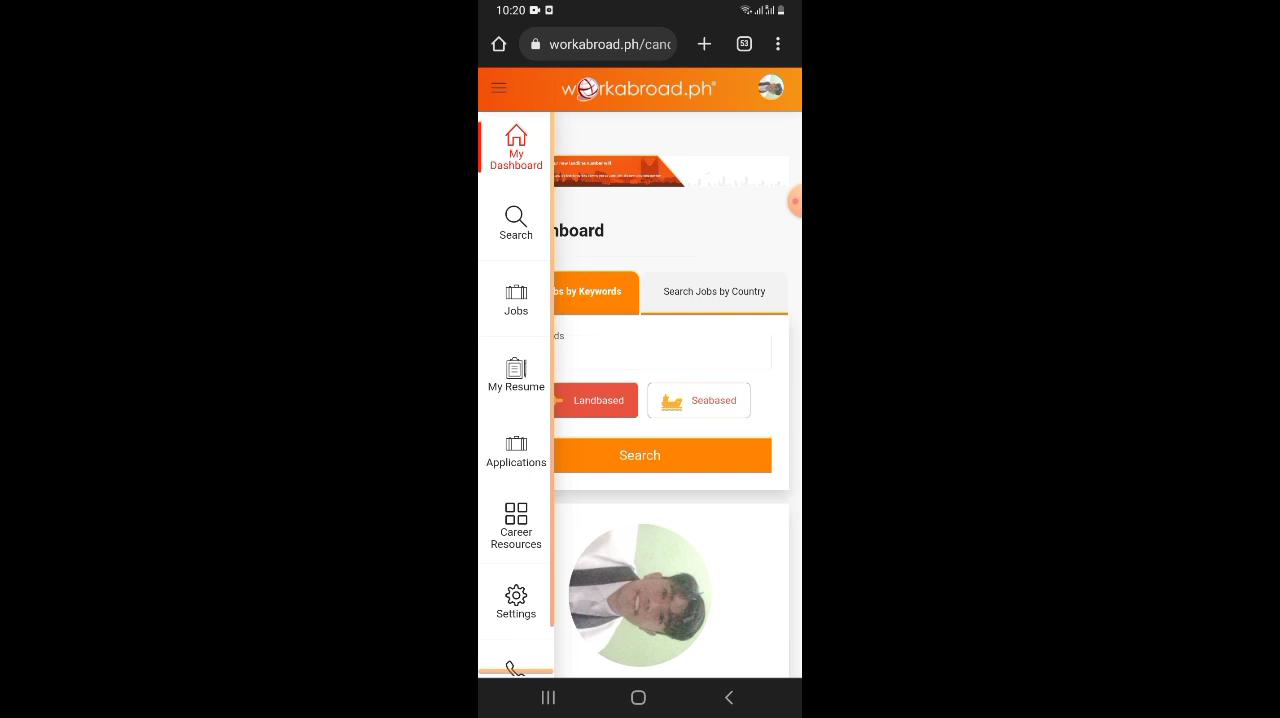 10:20
workabroad.ph/canc
53
workabroad.ph
My
Dashboard
Search
Jobs
My Resume
Applications
Career
Resources
Settings
nboard
bs by Keywords
Search Jobs by Country
ds
Landbased
Seabased
Search